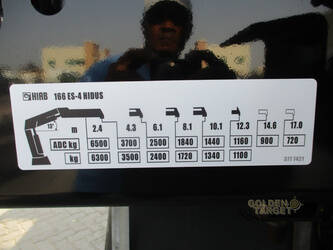 HIAB 166 ES-4 HIDUS
15°
m 2.4 4.3 6.1 8.1 10.1 12.3 14.6 17.0
ADC kg 6500 3700 2500 1840 1440 1160 900 720
kg 6300 3500 2400 1720 1340 1100
GOLDEN
TARGET